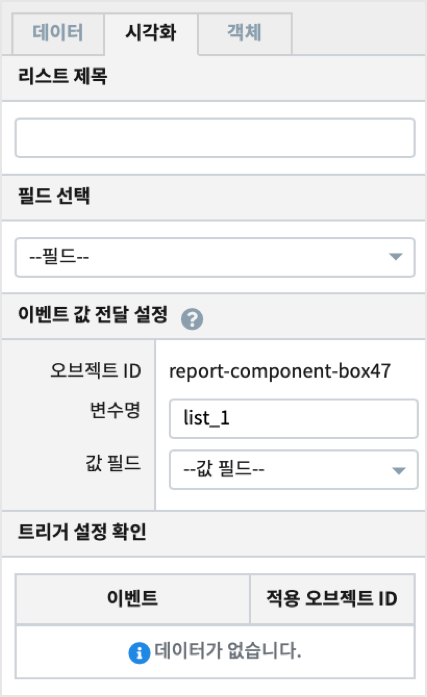 데이터 시각화 객체
리스트 제목
필드 선택
--필드--
이벤트 값 전달 설정 ?
오브젝트 ID report-component-box47
변수명 list_1
값 필드 --값 필드--
트리거 설정 확인
이벤트 적용 오브젝트 ID
i 데이터가 없습니다.